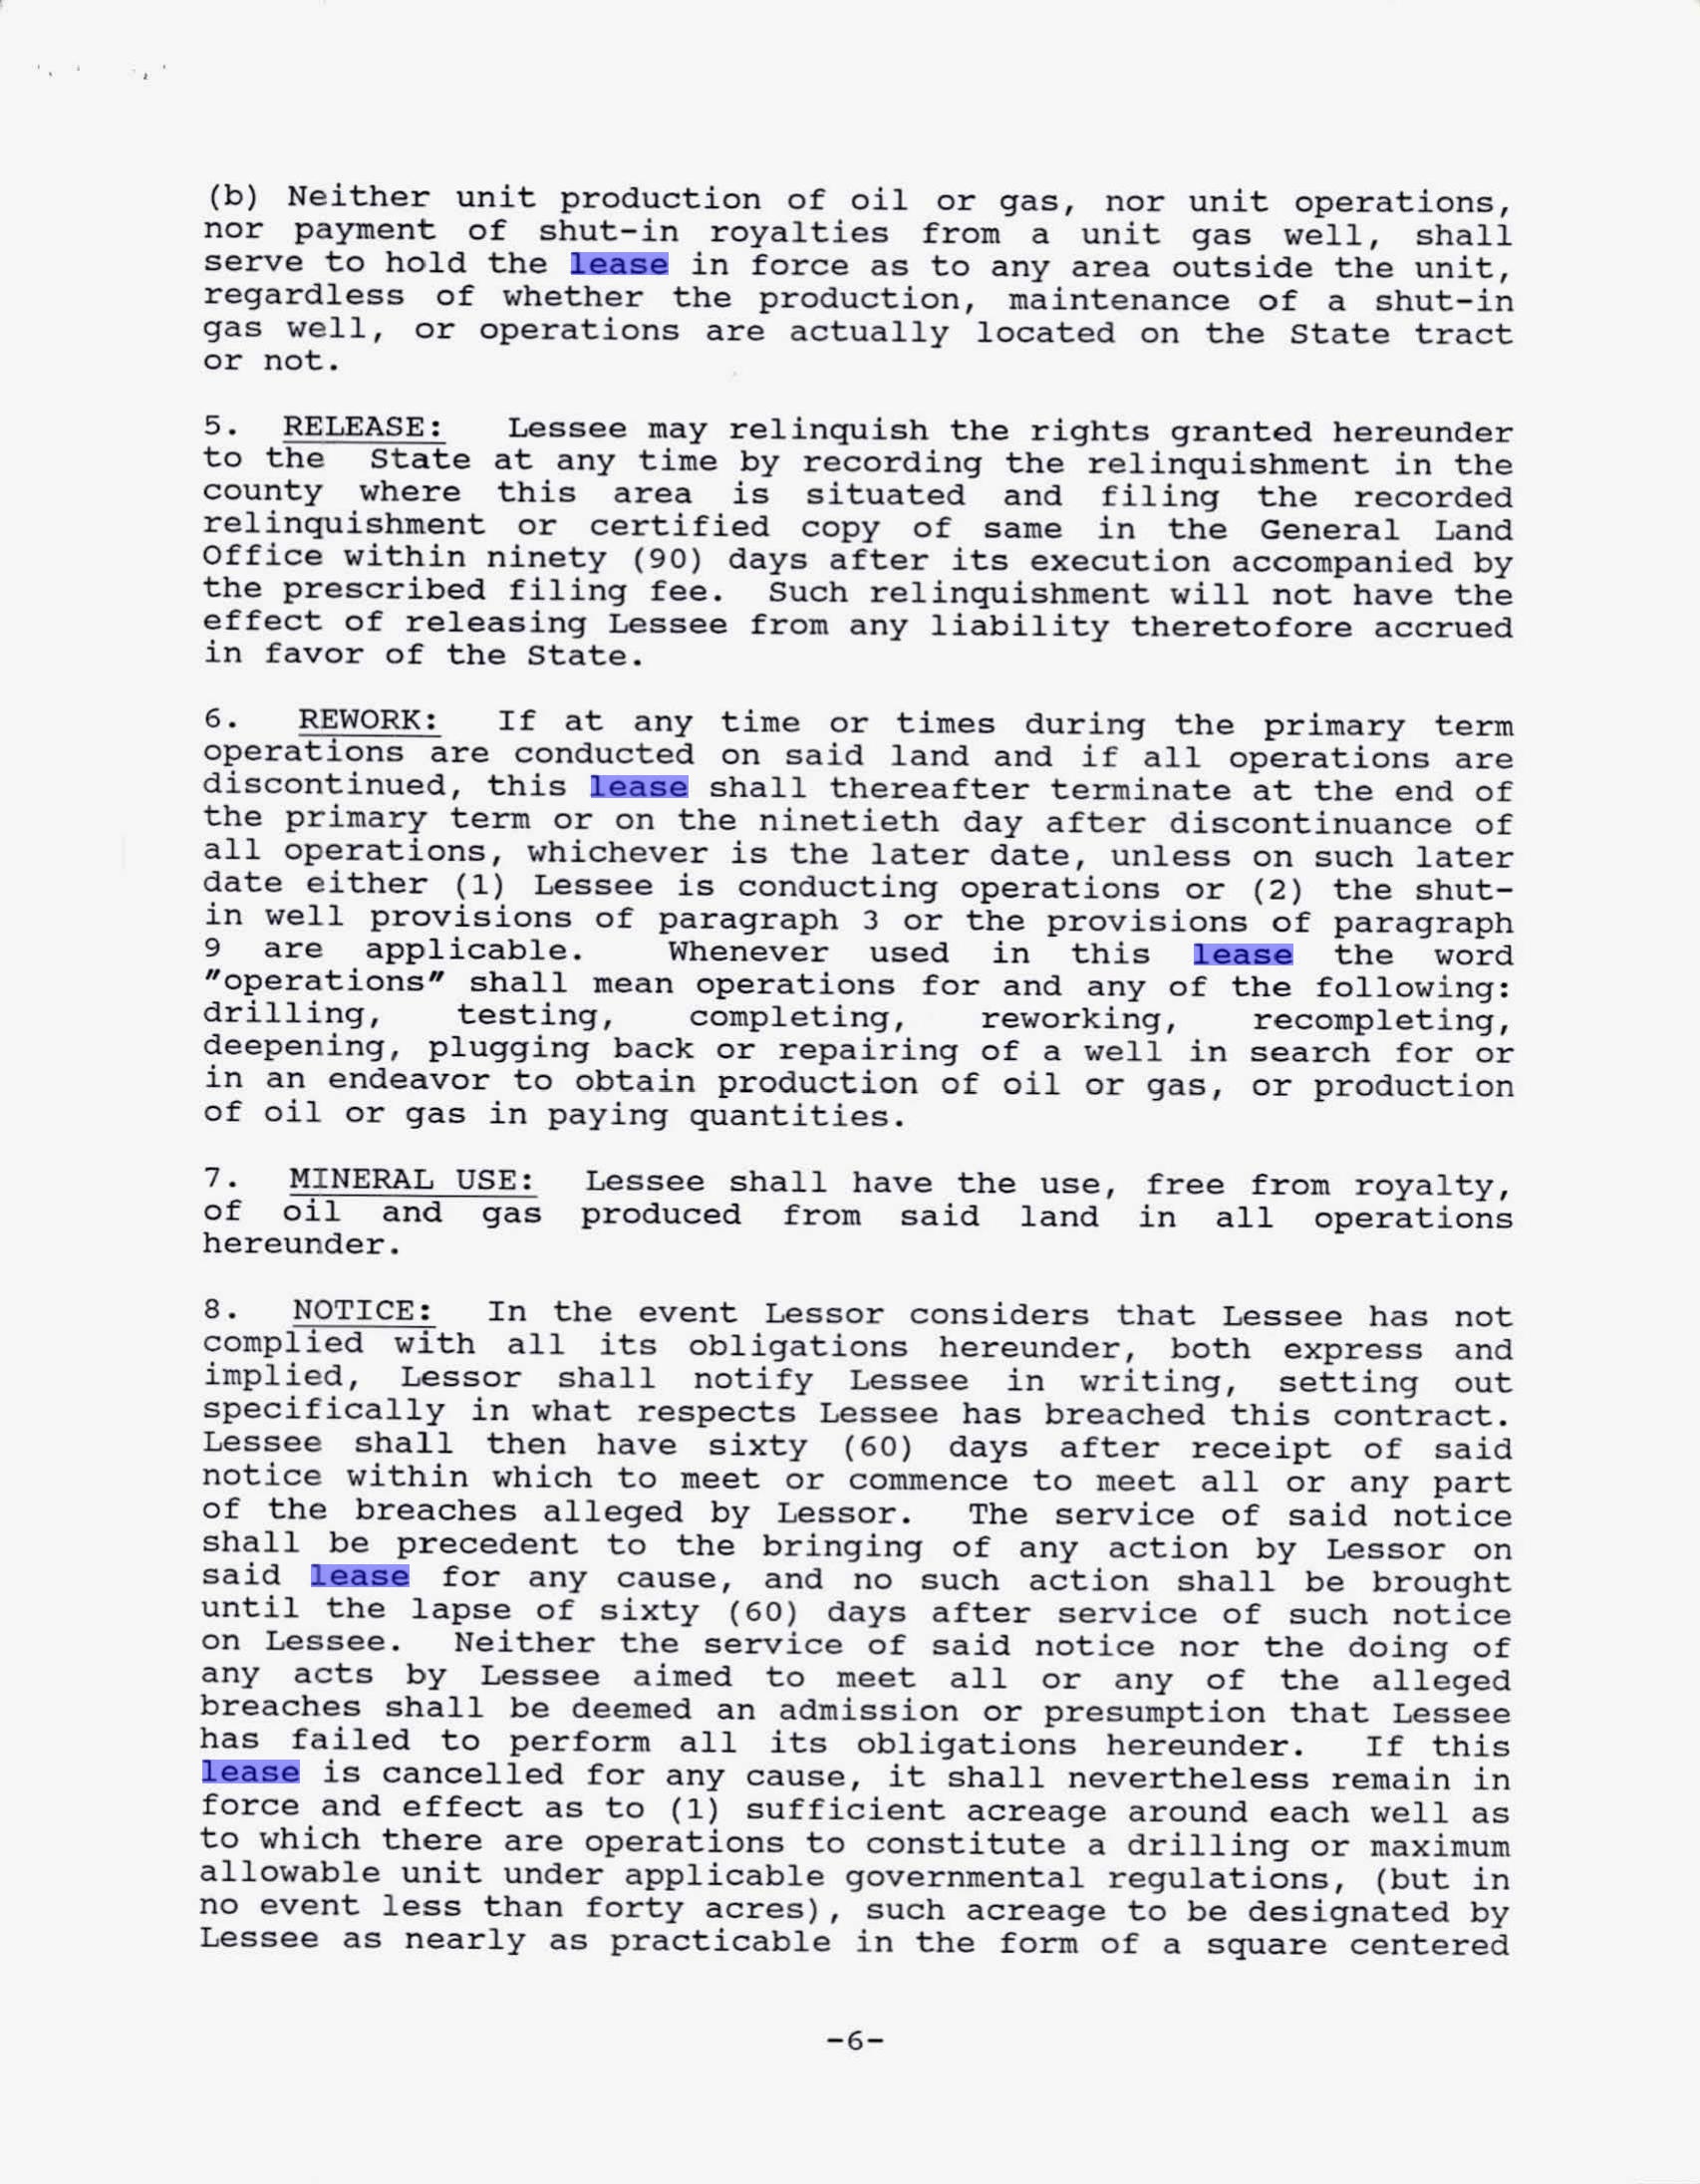 (b) Neither unit production of oil or gas, nor unit operations,
nor payment of shut-in royalties from a unit gas well, shall
serve to hold the lease in force as to any area outside the unit,
regardless of whether the production, maintenance of a shut-in
gas well, or operations are actually located on the State tract
or not.
5. RELEASE: Lessee may relinquish the rights granted hereunder
to the State at any time by recording the relinquishment in the
county where this area is situated and filing the recorded
relinquishment or certified copy of same in the General Land
Office within ninety (90) days after its execution accompanied by
the prescribed filing fee. Such relinquishment will not have the
effect of releasing Lessee from any liability theretofore accrued
in favor of the State.
6. REWORK: If at any time or times during the primary term
operations are conducted on said land and if all operations are
discontinued, this lease shall thereafter terminate at the end of
the primary term or on the ninetieth day after discontinuance of
all operations, whichever is the later date, unless on such later
date either (1) Lessee is conducting operations or (2) the shut-
in well provisions of paragraph 3 or the provisions of paragraph
9 are applicable. Whenever used in this lease the word
"operations" shall mean operations for and any of the following:
drilling, testing, completing, reworking, recompleting,
deepening, plugging back or repairing of a well in search for or
in an endeavor to obtain production of oil or gas, or production
of oil or gas in paying quantities.
7. MINERAL USE: Lessee shall have the use, free from royalty,
of oil and gas produced from said land in all operations
hereunder.
8. NOTICE: In the event Lessor considers that Lessee has not
complied with all its obligations hereunder, both express and
implied, Lessor shall notify Lessee in writing, setting out
specifically in what respects Lessee has breached this contract.
Lessee shall then have sixty (60) days after receipt of said
notice within which to meet or commence to meet all or any part
of the breaches alleged by Lessor. The service of said notice
shall be precedent to the bringing of any action by Lessor on
said lease for any cause, and no such action shall be brought
until the lapse of sixty (60) days after service of such notice
on Lessee. Neither the service of said notice nor the doing of
any acts by Lessee aimed to meet all or any of the alleged
breaches shall be deemed an admission or presumption that Lessee
has failed to perform all its obligations hereunder. If this
lease is cancelled for any cause, it shall nevertheless remain in
force and effect as to (1) sufficient acreage around each well as
to which there are operations to constitute a drilling or maximum
allowable unit under applicable governmental regulations, (but in
no event less than forty acres), such acreage to be designated by
Lessee as nearly as practicable in the form of a square centered
-6-